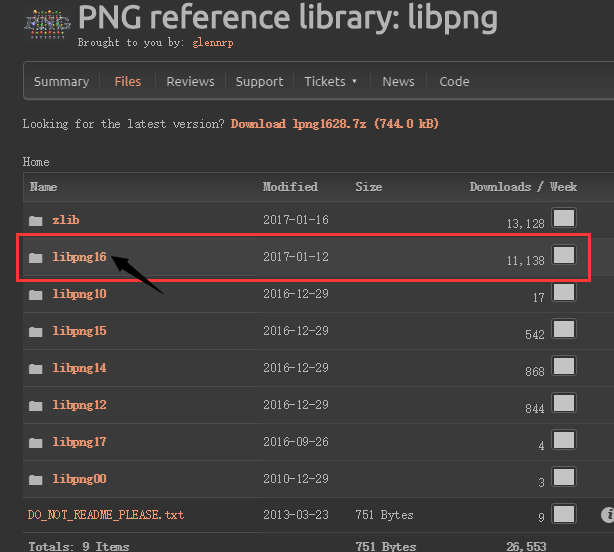 PNG reference library: libpng
Brought to you by: glennrp
Summary Files Reviews Support Tickets News Code
Looking for the latest version? Download lpng1628.7z (744.0 kB)
Home
Name Modified Size Downloads / Week
zlib 2017-01-16 13,128
libpng16 2017-01-12 11,138
libpng10 2016-12-29 17
libpng15 2016-12-29 542
libpng14 2016-12-29 868
libpng12 2016-12-29 844
libpng17 2016-09-26 4
libpng00 2010-12-29 3
DO_NOT_README_PLEASE.txt 2013-03-23 751 Bytes 9
Totals: 9 Items 751 Bytes 26,553